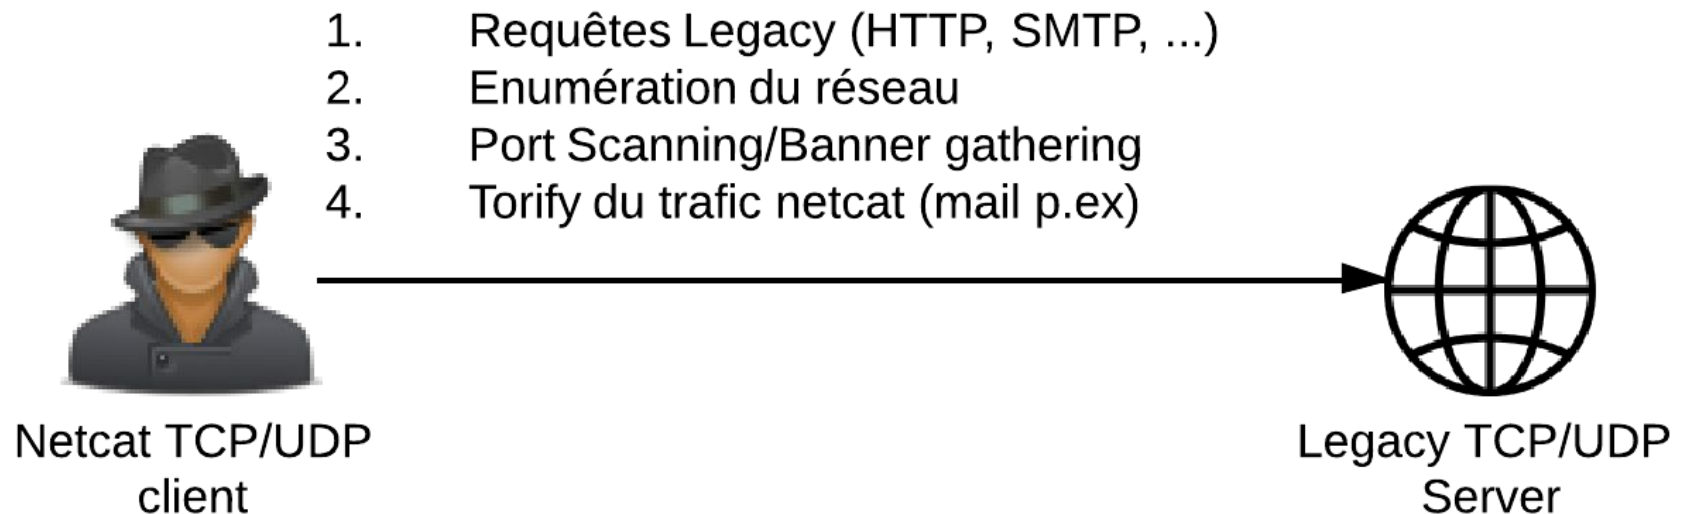 1. Requêtes Legacy (HTTP, SMTP, ...)
2. Enumération du réseau
3. Port Scanning/Banner gathering
4. Torify du trafic netcat (mail p.ex)
Netcat TCP/UDP
client
Legacy TCP/UDP
Server